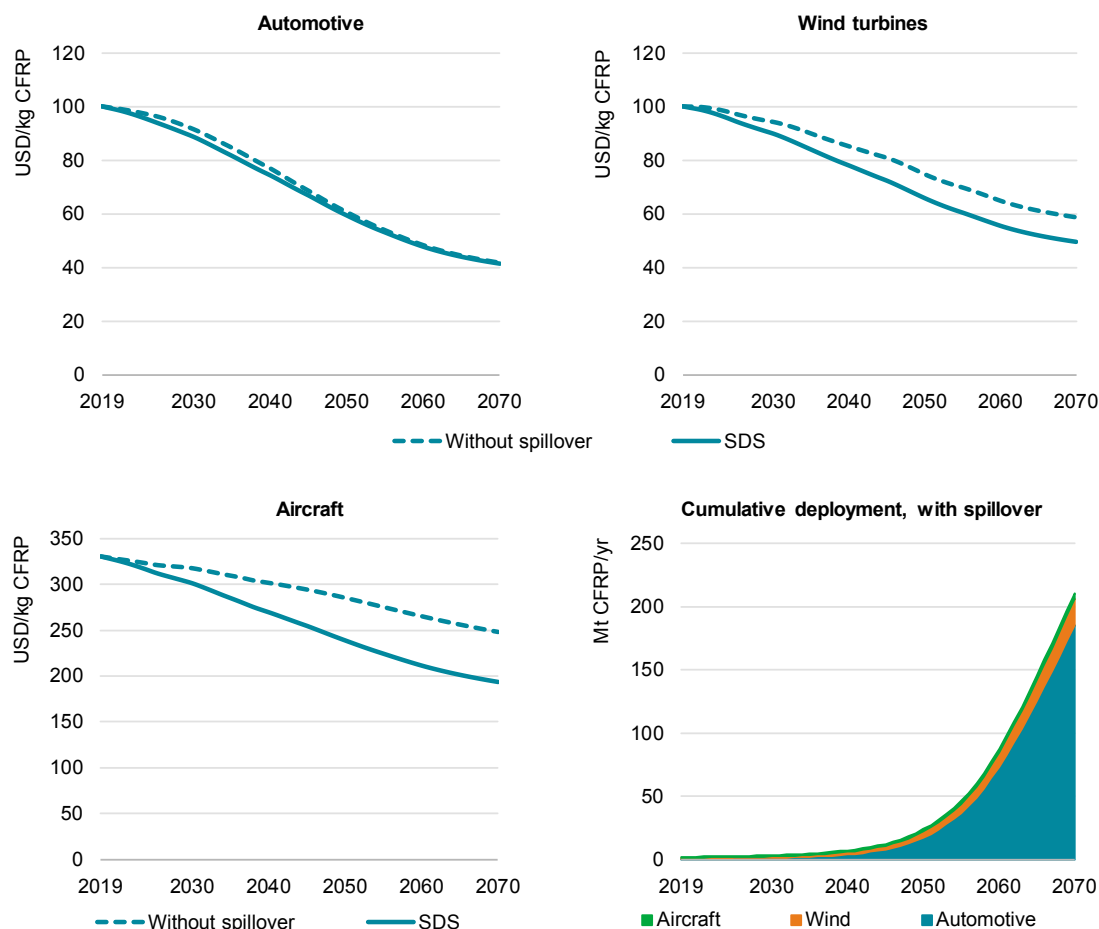 Automotive
USD/kg CFRP
120
100
80
60
40
20
0
2019 2030 2040 2050 2060 2070
Wind turbines
USD/kg CFRP
120
100
80
60
40
20
0
2019 2030 2040 2050 2060 2070
Without spillover SDS
Aircraft
USD/kg CFRP
350
300
250
200
150
100
50
0
2019 2030 2040 2050 2060 2070
Without spillover SDS
Cumulative deployment, with spillover
Mt CFRP/yr
250
200
150
100
50
0
2019 2030 2040 2050 2060 2070
Aircraft Wind Automotive